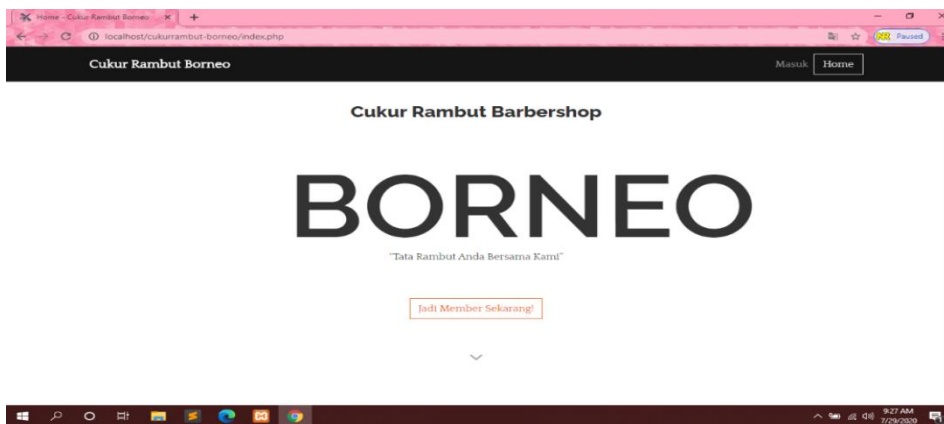 Home - Cukur Rambut Borneo
localhost/cukurrambut-borneo/index.php
Paused
Cukur Rambut Borneo
Masuk Home
Cukur Rambut Barbershop
BORNEO
"Tata Rambut Anda Bersama Kami"
Jadi Member Sekarang!
9:27 AM
7/29/2020